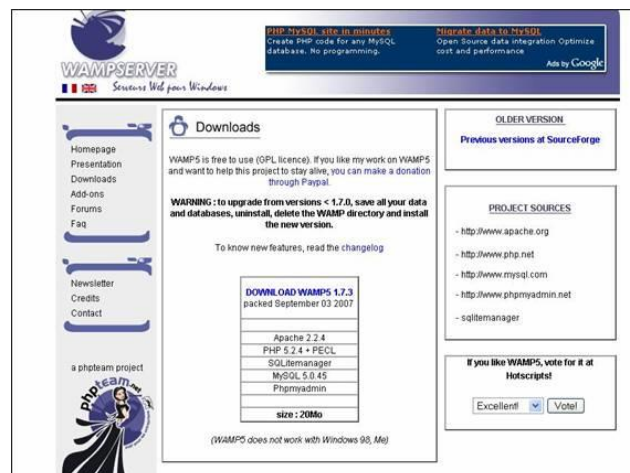 PHP MySQL site in minutes
Create PHP code for any MySQL
database. No programming.
Migrate data to MySQL
Open Source data integration Optimize
cost and performance
Ads by Google
WAMPSERVER
Serveurs Web pour Windows
Homepage
Presentation
Downloads
Add-ons
Forums
Faq
Newsletter
Credits
Contact
a phpteam project
phpteam.net
Downloads
WAMP5 is free to use (GPL licence). If you like my work on WAMP5
and want to help this project to stay alive, you can make a donation
through Paypal.
WARNING : to upgrade from versions < 1.7.0, save all your data
and databases, uninstall, delete the WAMP directory and install
the new version.
To know new features, read the changelog
DOWNLOAD WAMP5 1.7.3
packed September 03 2007
Apache 2.2.4
PHP 5.2.4 + PECL
SQLitemanager
MySQL 5.0.45
Phpmyadmin
size : 20Mo
(WAMP5 does not work with Windows 98, Me)
OLDER VERSION
Previous versions at SourceForge
PROJECT SOURCES
- http://www.apache.org
- http://www.php.net
- http://www.mysql.com
- http://www.phpmyadmin.net
- sqlitemanager
If you like WAMP5, vote for it at
Hotscripts!
Excellent!
Vote!